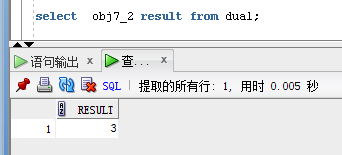 select  obj7_2 result from dual;
语句输出 × 查... ×
SQL | 提取的所有行: 1, 用时 0.005 秒
RESULT
1 3